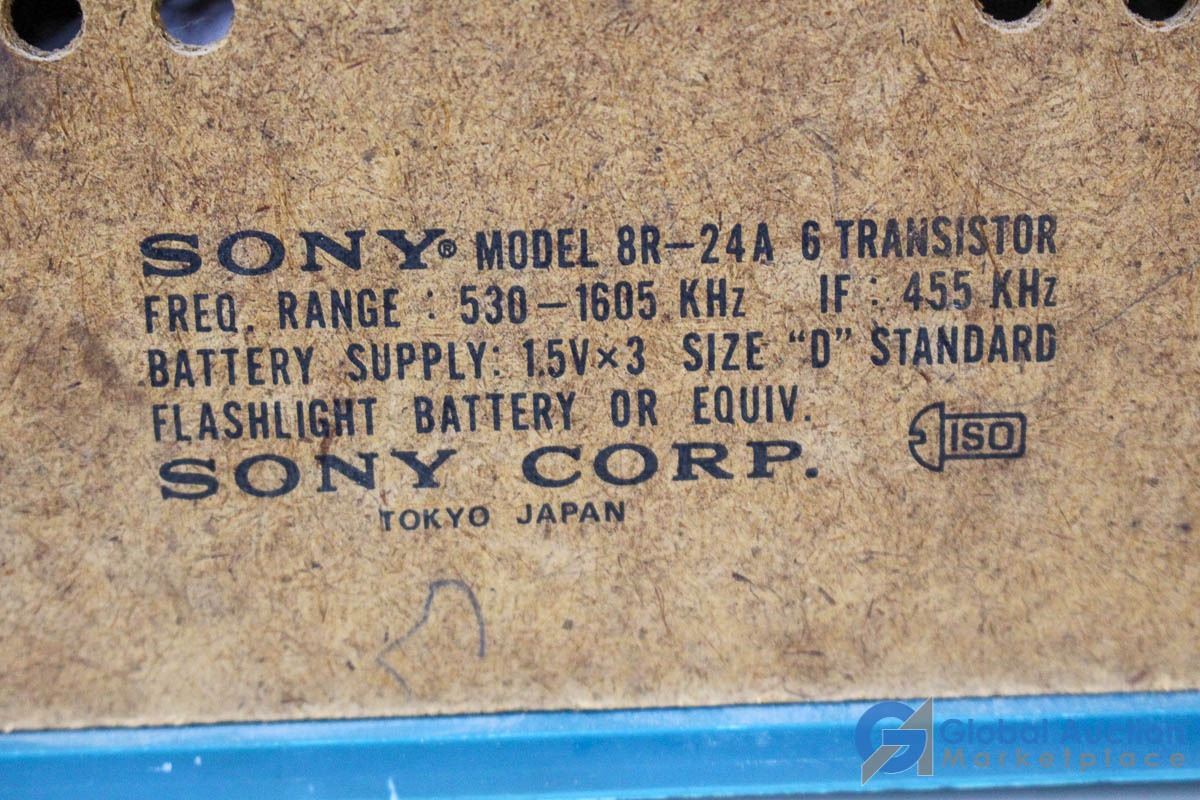 SONY® MODEL 8R-24A 6 TRANSISTOR
FREQ. RANGE : 530-1605 KHz IF : 455 KHz
BATTERY SUPPLY: 1.5V×3 SIZE "D" STANDARD
FLASHLIGHT BATTERY OR EQUIV.
ISO
SONY CORP.
TOKYO JAPAN
Global Auction
Marketplace